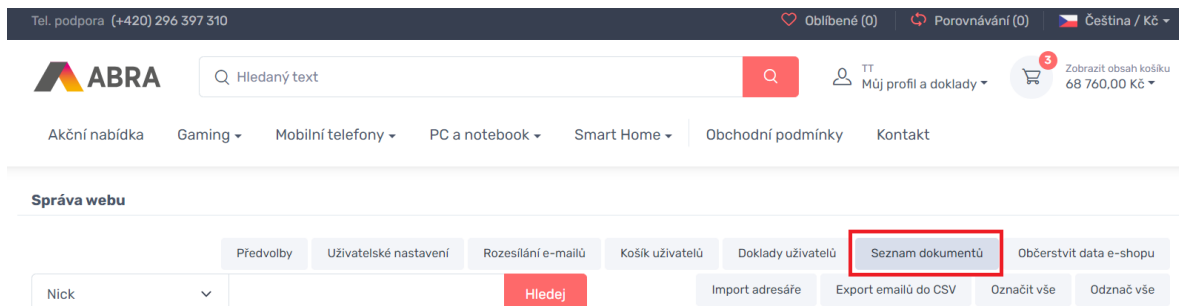 Tel. podpora (+420) 296 397 310 Oblíbené (0) Porovnávání (0) Čeština / Kč
ABRA Hledaný text TT Můj profil a doklady 3 Zobrazit obsah košíku 68 760,00 Kč
Akční nabídka Gaming Mobilní telefony PC a notebook Smart Home Obchodní podmínky Kontakt
Správa webu
Předvolby Uživatelské nastavení Rozesílání e-mailů Košík uživatelů Doklady uživatelů Seznam dokumentů Občerstvit data e-shopu
Nick Hledej Import adresáře Export emailů do CSV Označit vše Odznač vše